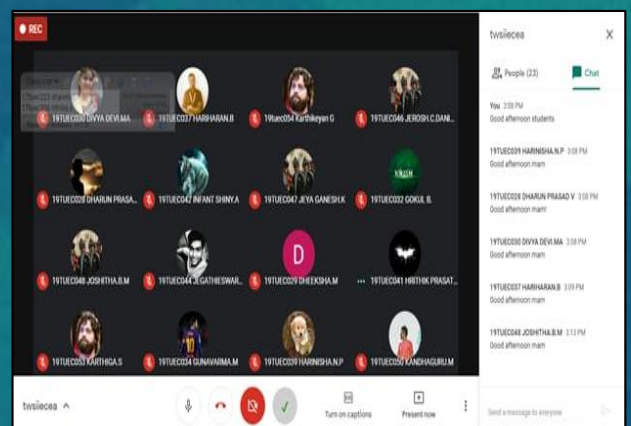 REC
twsiiecea X
People (23) Chat
You 2:08 PM
Good afternoon students
19TUEC039 HARINISHA.N.P 3:08 PM
Good afternoon mam
19TUEC028 DHARUN PRASAD V 3:08 PM
Good afternoon mam!
19TUEC030 DIVYA DEVI.MA 3:08 PM
Good afternoon mam
19TUEC037 HARIHARAN.B 3:09 PM
Good afternoon mam
19TUEC048 JOSHITHA.B.M 3:13 PM
Good afternoon mam
Send a message to everyone
19TUEC030 DIVYA DEVI.MA
19TUEC037 HARIHARAN.B
19tuec054 Karthikeyan G
19TUEC046 JEROSH.C.DANI...
19TUEC028 DHARUN PRASA...
19TUEC042 INFANT SHINY.A
19TUEC047 JEYA GANESH.K
19TUEC032 GOKUL B.
19TUEC048 JOSHITHA.B.M
19TUEC044 JEGATHIESWAR...
D
19TUEC029 DHEEKSHA.M
19TUEC041 HRITHIK PRASAT...
19TUEC053 KARTHIGA.S
10
19TUEC034 GUNAVARMA.M
19TUEC039 HARINISHA.N.P
19TUEC050 KANDHAGURU.M
twsiiecea
Turn on captions
Present now